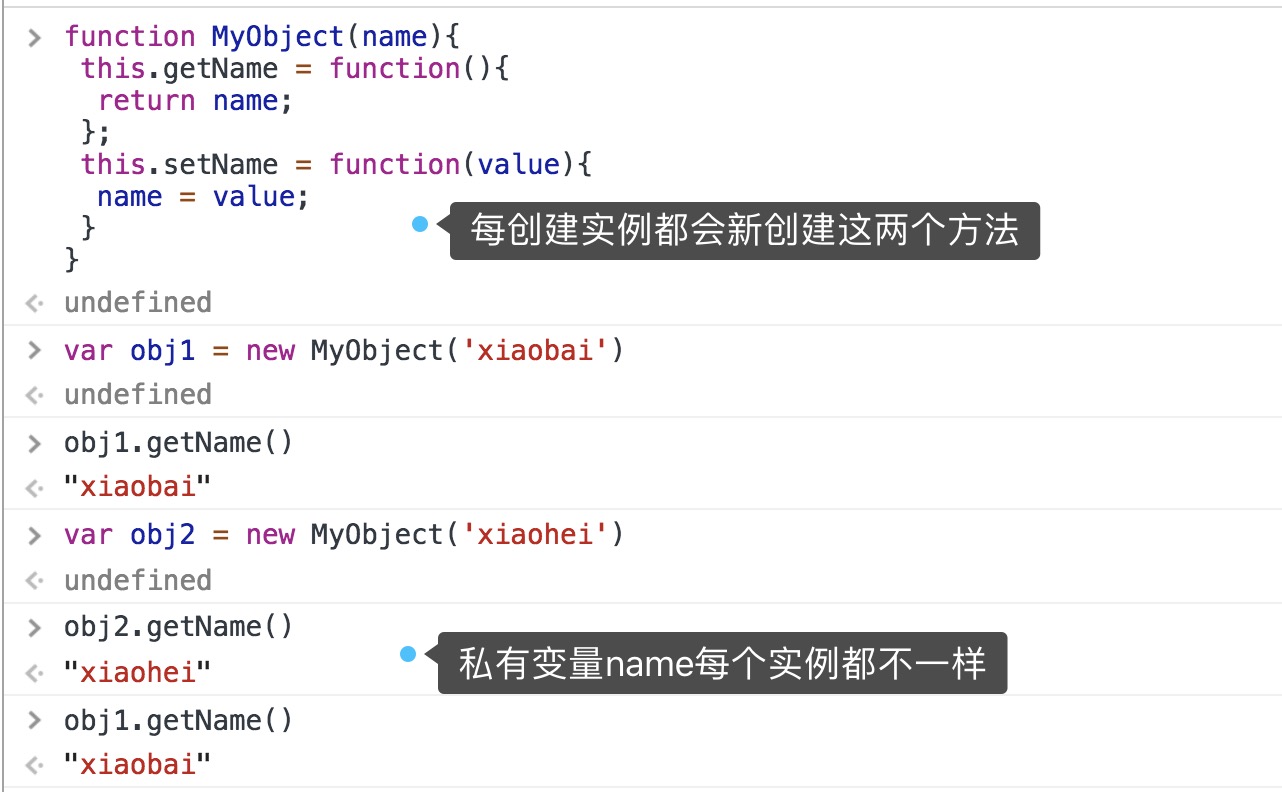 > function MyObject(name){
this.getName = function(){
return name;
};
this.setName = function(value){
name = value;
}
每创建实例都会新创建这两个方法
}
undefined
> var obj1 = new MyObject('xiaobai')
undefined
> obj1.getName()
"xiaobai"
> var obj2 = new MyObject('xiaohei')
undefined
> obj2.getName()
私有变量name每个实例都不一样
"xiaohei"
> obj1.getName()
"xiaobai"